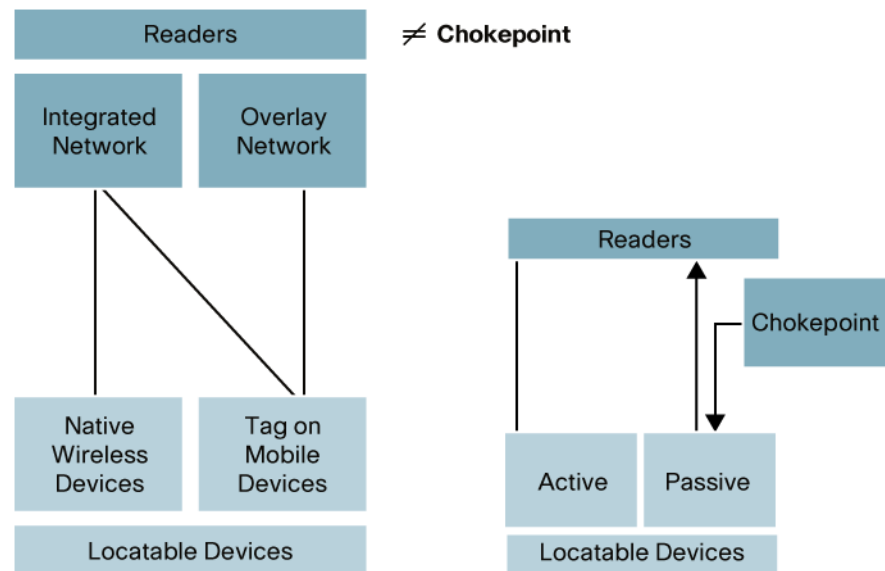 Readers
≠ Chokepoint
Integrated
Network
Overlay
Network
Native
Wireless
Devices
Tag on
Mobile
Devices
Locatable Devices
Readers
Chokepoint
Active
Passive
Locatable Devices